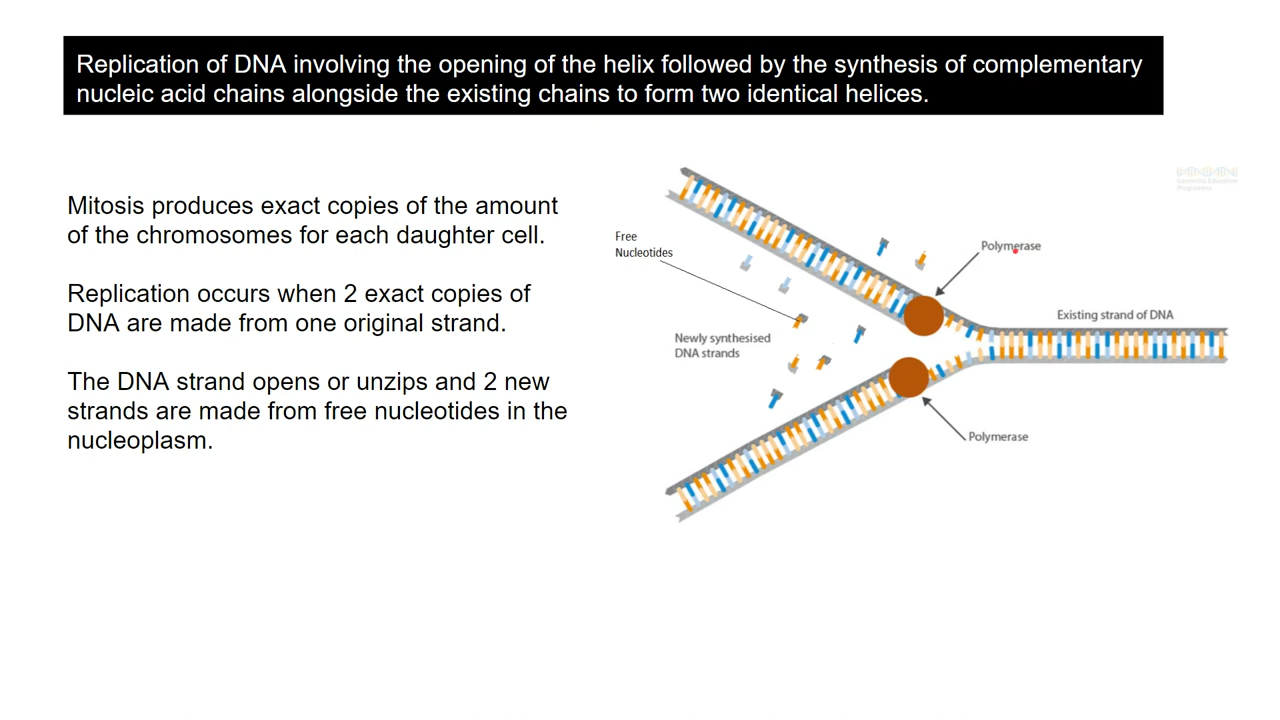 Replication of DNA involving the opening of the helix followed by the synthesis of complementary
nucleic acid chains alongside the existing chains to form two identical helices.
Mitosis produces exact copies of the amount
of the chromosomes for each daughter cell.
Replication occurs when 2 exact copies of
DNA are made from one original strand.
The DNA strand opens or unzips and 2 new
strands are made from free nucleotides in the
nucleoplasm.
Free
Nucleotides
Polymerase
Existing strand of DNA
Newly synthesised
DNA strands
Polymerase
Genomics Education
Programme